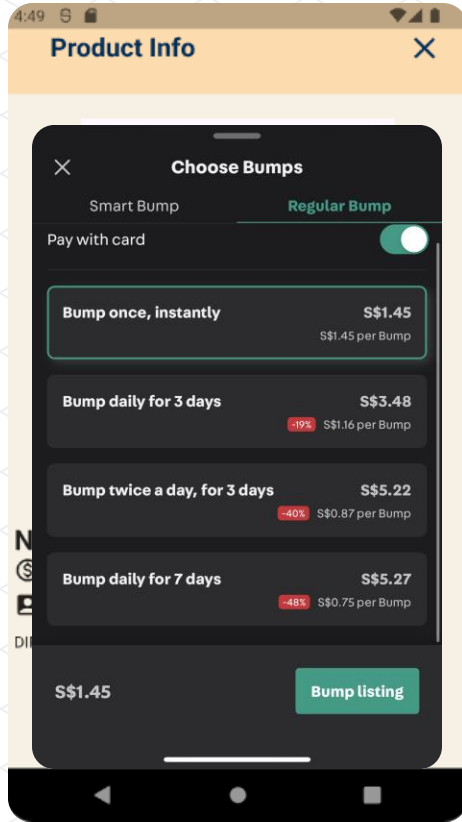 4:49
Product Info
Choose Bumps
Smart Bump
Regular Bump
Pay with card
Bump once, instantly
S$1.45
S$1.45 per Bump
Bump daily for 3 days
S$3.48
-19% S$1.16 per Bump
Bump twice a day, for 3 days
S$5.22
-40% S$0.87 per Bump
Bump daily for 7 days
S$5.27
-48% S$0.75 per Bump
S$1.45
Bump listing